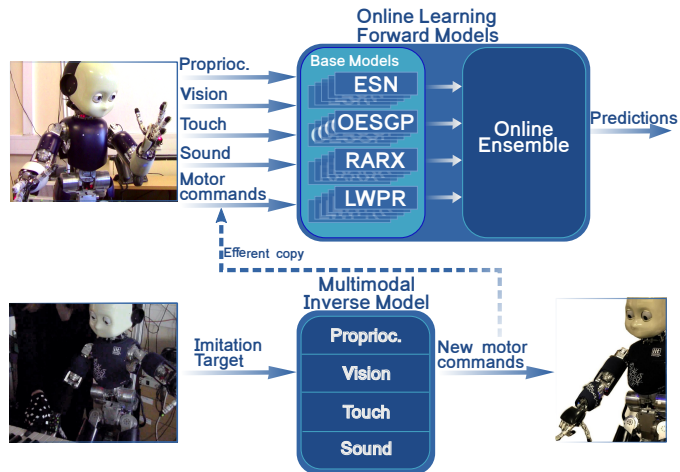 Online Learning
Forward Models
Base Models
Proprioc.
Vision
Touch
Sound
Motor
commands
ESN
OESGP
RARX
LWPR
Online
Ensemble
Predictions
Efferent copy
Multimodal
Inverse Model
Imitation
Target
Proprioc.
Vision
Touch
Sound
New motor
commands